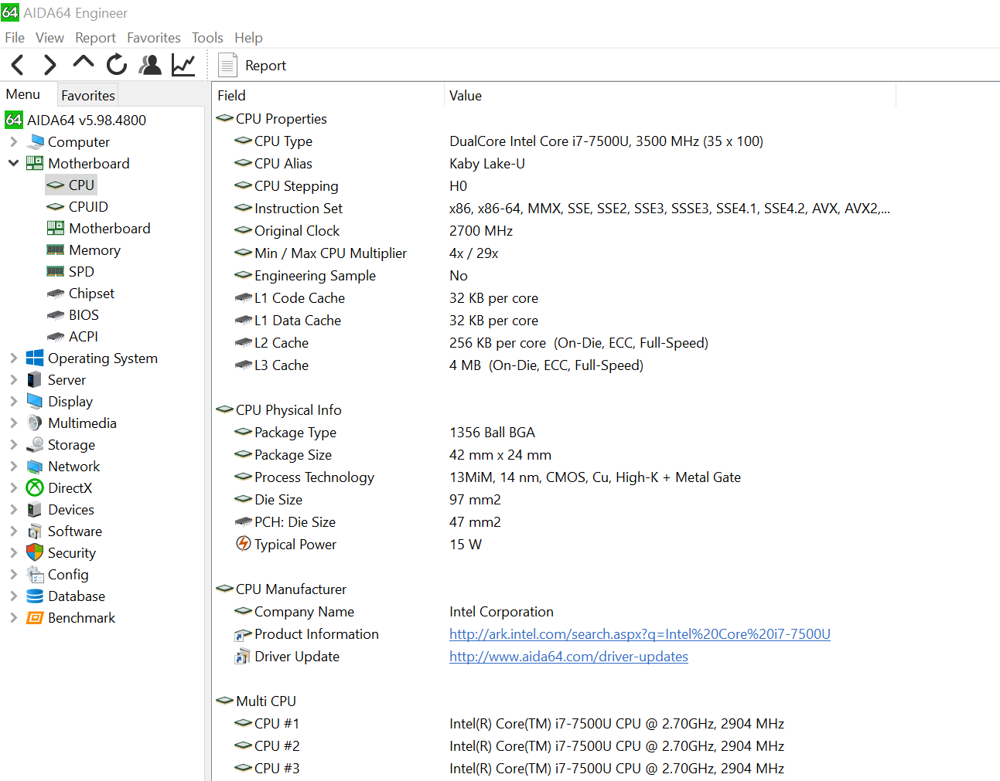 64 AIDA64 Engineer
File View Report Favorites Tools Help
Report
Menu Favorites
64 AIDA64 v5.98.4800
Computer
Motherboard
CPU
CPUID
Motherboard
Memory
SPD
Chipset
BIOS
ACPI
Operating System
Server
Display
Multimedia
Storage
Network
DirectX
Devices
Software
Security
Config
Database
Benchmark
Field Value
CPU Properties
CPU Type DualCore Intel Core i7-7500U, 3500 MHz (35 x 100)
CPU Alias Kaby Lake-U
CPU Stepping H0
Instruction Set x86, x86-64, MMX, SSE, SSE2, SSE3, SSSE3, SSE4.1, SSE4.2, AVX, AVX2,...
Original Clock 2700 MHz
Min / Max CPU Multiplier 4x / 29x
Engineering Sample No
L1 Code Cache 32 KB per core
L1 Data Cache 32 KB per core
L2 Cache 256 KB per core (On-Die, ECC, Full-Speed)
L3 Cache 4 MB (On-Die, ECC, Full-Speed)
CPU Physical Info
Package Type 1356 Ball BGA
Package Size 42 mm x 24 mm
Process Technology 13MiM, 14 nm, CMOS, Cu, High-K + Metal Gate
Die Size 97 mm2
PCH: Die Size 47 mm2
Typical Power 15 W
CPU Manufacturer
Company Name Intel Corporation
Product Information http://ark.intel.com/search.aspx?q=Intel%20Core%20i7-7500U
Driver Update http://www.aida64.com/driver-updates
Multi CPU
CPU #1 Intel(R) Core(TM) i7-7500U CPU @ 2.70GHz, 2904 MHz
CPU #2 Intel(R) Core(TM) i7-7500U CPU @ 2.70GHz, 2904 MHz
CPU #3 Intel(R) Core(TM) i7-7500U CPU @ 2.70GHz, 2904 MHz